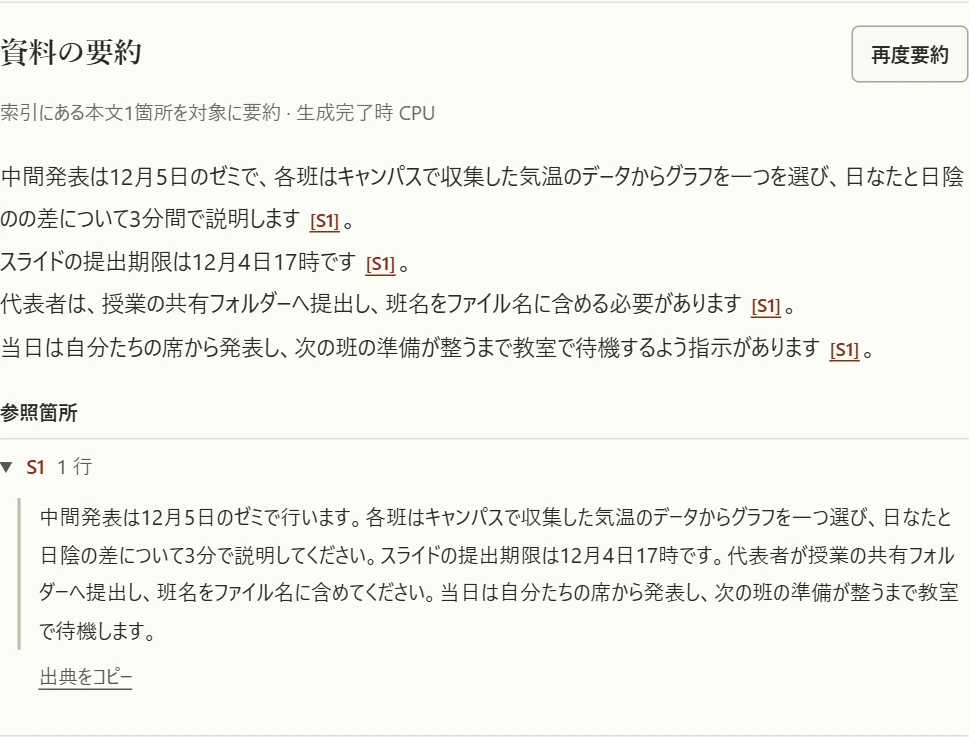 資料の要約
再度要約
索引にある本文1箇所を対象に要約 · 生成完了時 CPU
中間発表は12月5日のゼミで、各班はキャンパスで収集した気温のデータからグラフを一つを選び、日なたと日陰
のの差について3分間で説明します [S1] 。
スライドの提出期限は12月4日17時です [S1] 。
代表者は、授業の共有フォルダーへ提出し、班名をファイル名に含める必要があります [S1] 。
当日は自分たちの席から発表し、次の班の準備が整うまで教室で待機するよう指示があります [S1] 。
参照箇所
▼ S1 1 行
中間発表は12月5日のゼミで行います。各班はキャンパスで収集した気温のデータからグラフを一つ選び、日なたと
日陰の差について3分で説明してください。スライドの提出期限は12月4日17時です。代表者が授業の共有フォル
ダーへ提出し、班名をファイル名に含めてください。当日は自分たちの席から発表し、次の班の準備が整うまで教室
で待機します。
出典をコピー